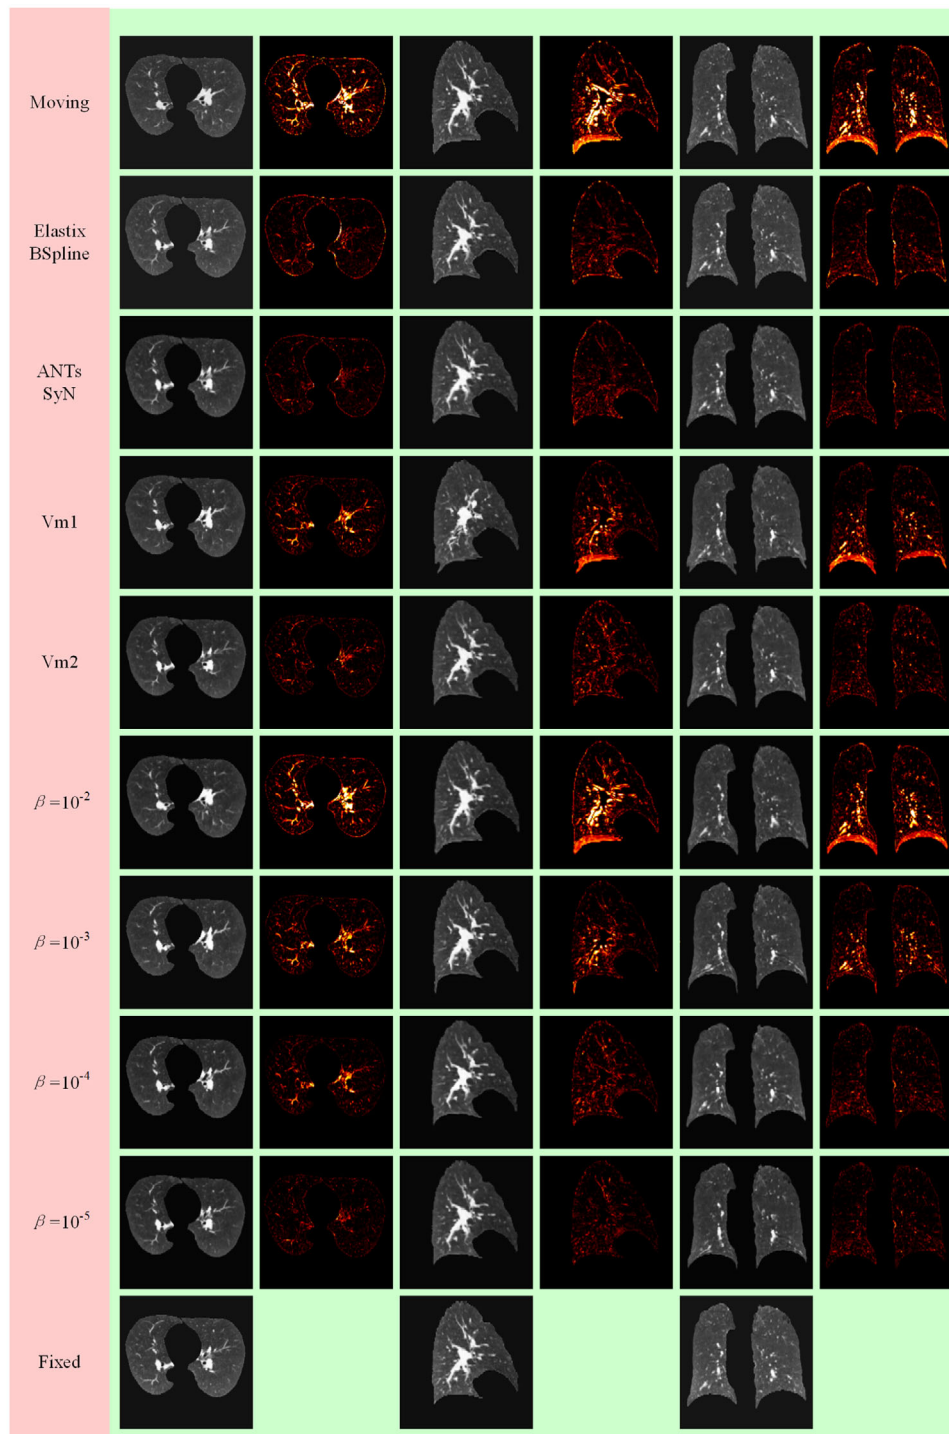 Moving
Elastix
BSpline
ANTs
SyN
Vm1
Vm2
β=10⁻²
β=10⁻³
β=10⁻⁴
β=10⁻⁵
Fixed